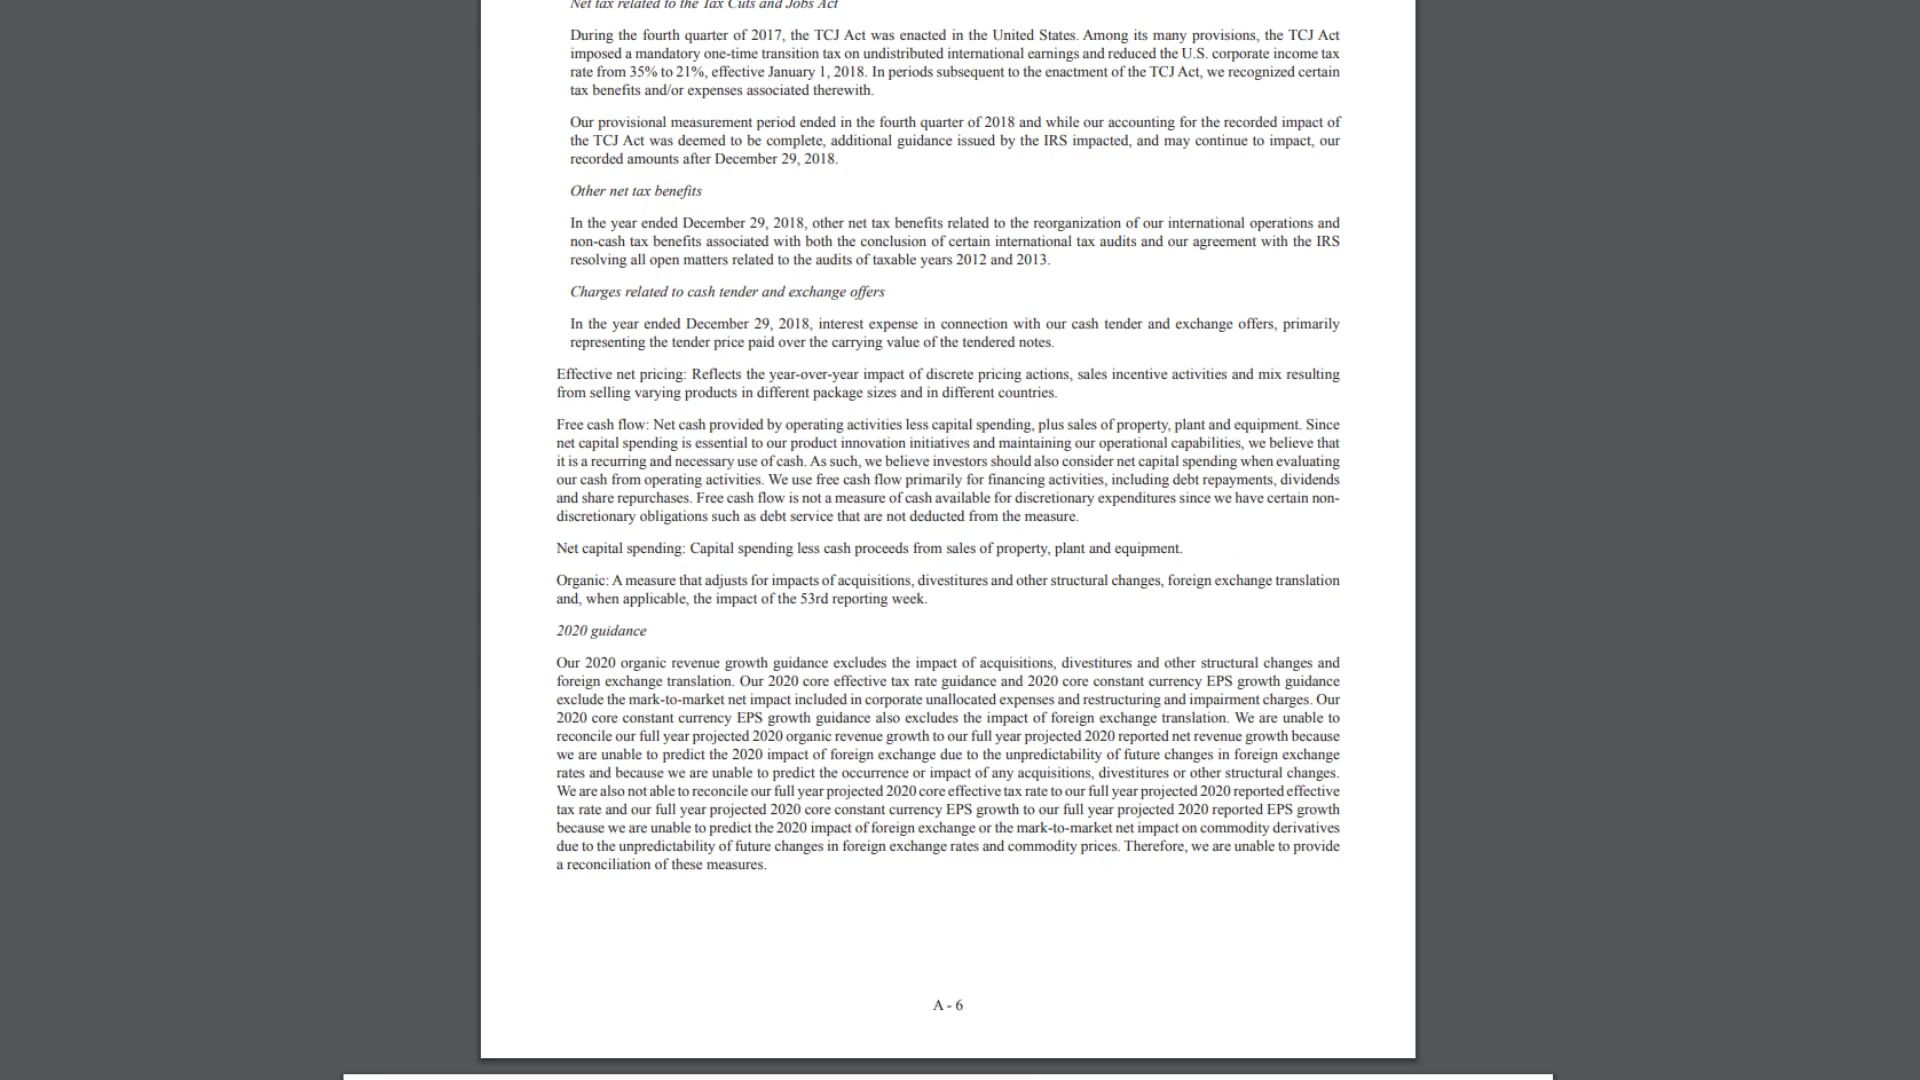 Net tax related to the Tax Cuts and Jobs Act
During the fourth quarter of 2017, the TCJ Act was enacted in the United States. Among its many provisions, the TCJ Act
imposed a mandatory one-time transition tax on undistributed international earnings and reduced the U.S. corporate income tax
rate from 35% to 21%, effective January 1, 2018. In periods subsequent to the enactment of the TCJ Act, we recognized certain
tax benefits and/or expenses associated therewith.
Our provisional measurement period ended in the fourth quarter of 2018 and while our accounting for the recorded impact of
the TCJ Act was deemed to be complete, additional guidance issued by the IRS impacted, and may continue to impact, our
recorded amounts after December 29, 2018.
Other net tax benefits
In the year ended December 29, 2018, other net tax benefits related to the reorganization of our international operations and
non-cash tax benefits associated with both the conclusion of certain international tax audits and our agreement with the IRS
resolving all open matters related to the audits of taxable years 2012 and 2013.
Charges related to cash tender and exchange offers
In the year ended December 29, 2018, interest expense in connection with our cash tender and exchange offers, primarily
representing the tender price paid over the carrying value of the tendered notes.
Effective net pricing: Reflects the year-over-year impact of discrete pricing actions, sales incentive activities and mix resulting
from selling varying products in different package sizes and in different countries.
Free cash flow: Net cash provided by operating activities less capital spending, plus sales of property, plant and equipment. Since
net capital spending is essential to our product innovation initiatives and maintaining our operational capabilities, we believe that
it is a recurring and necessary use of cash. As such, we believe investors should also consider net capital spending when evaluating
our cash from operating activities. We use free cash flow primarily for financing activities, including debt repayments, dividends
and share repurchases. Free cash flow is not a measure of cash available for discretionary expenditures since we have certain non-
discretionary obligations such as debt service that are not deducted from the measure.
Net capital spending: Capital spending less cash proceeds from sales of property, plant and equipment.
Organic: A measure that adjusts for impacts of acquisitions, divestitures and other structural changes, foreign exchange translation
and, when applicable, the impact of the 53rd reporting week.
2020 guidance
Our 2020 organic revenue growth guidance excludes the impact of acquisitions, divestitures and other structural changes and
foreign exchange translation. Our 2020 core effective tax rate guidance and 2020 core constant currency EPS growth guidance
exclude the mark-to-market net impact included in corporate unallocated expenses and restructuring and impairment charges. Our
2020 core constant currency EPS growth guidance also excludes the impact of foreign exchange translation. We are unable to
reconcile our full year projected 2020 organic revenue growth to our full year projected 2020 reported net revenue growth because
we are unable to predict the 2020 impact of foreign exchange due to the unpredictability of future changes in foreign exchange
rates and because we are unable to predict the occurrence or impact of any acquisitions, divestitures or other structural changes.
We are also not able to reconcile our full year projected 2020 core effective tax rate to our full year projected 2020 reported effective
tax rate and our full year projected 2020 core constant currency EPS growth to our full year projected 2020 reported EPS growth
because we are unable to predict the 2020 impact of foreign exchange or the mark-to-market net impact on commodity derivatives
due to the unpredictability of future changes in foreign exchange rates and commodity prices. Therefore, we are unable to provide
a reconciliation of these measures.
A - 6